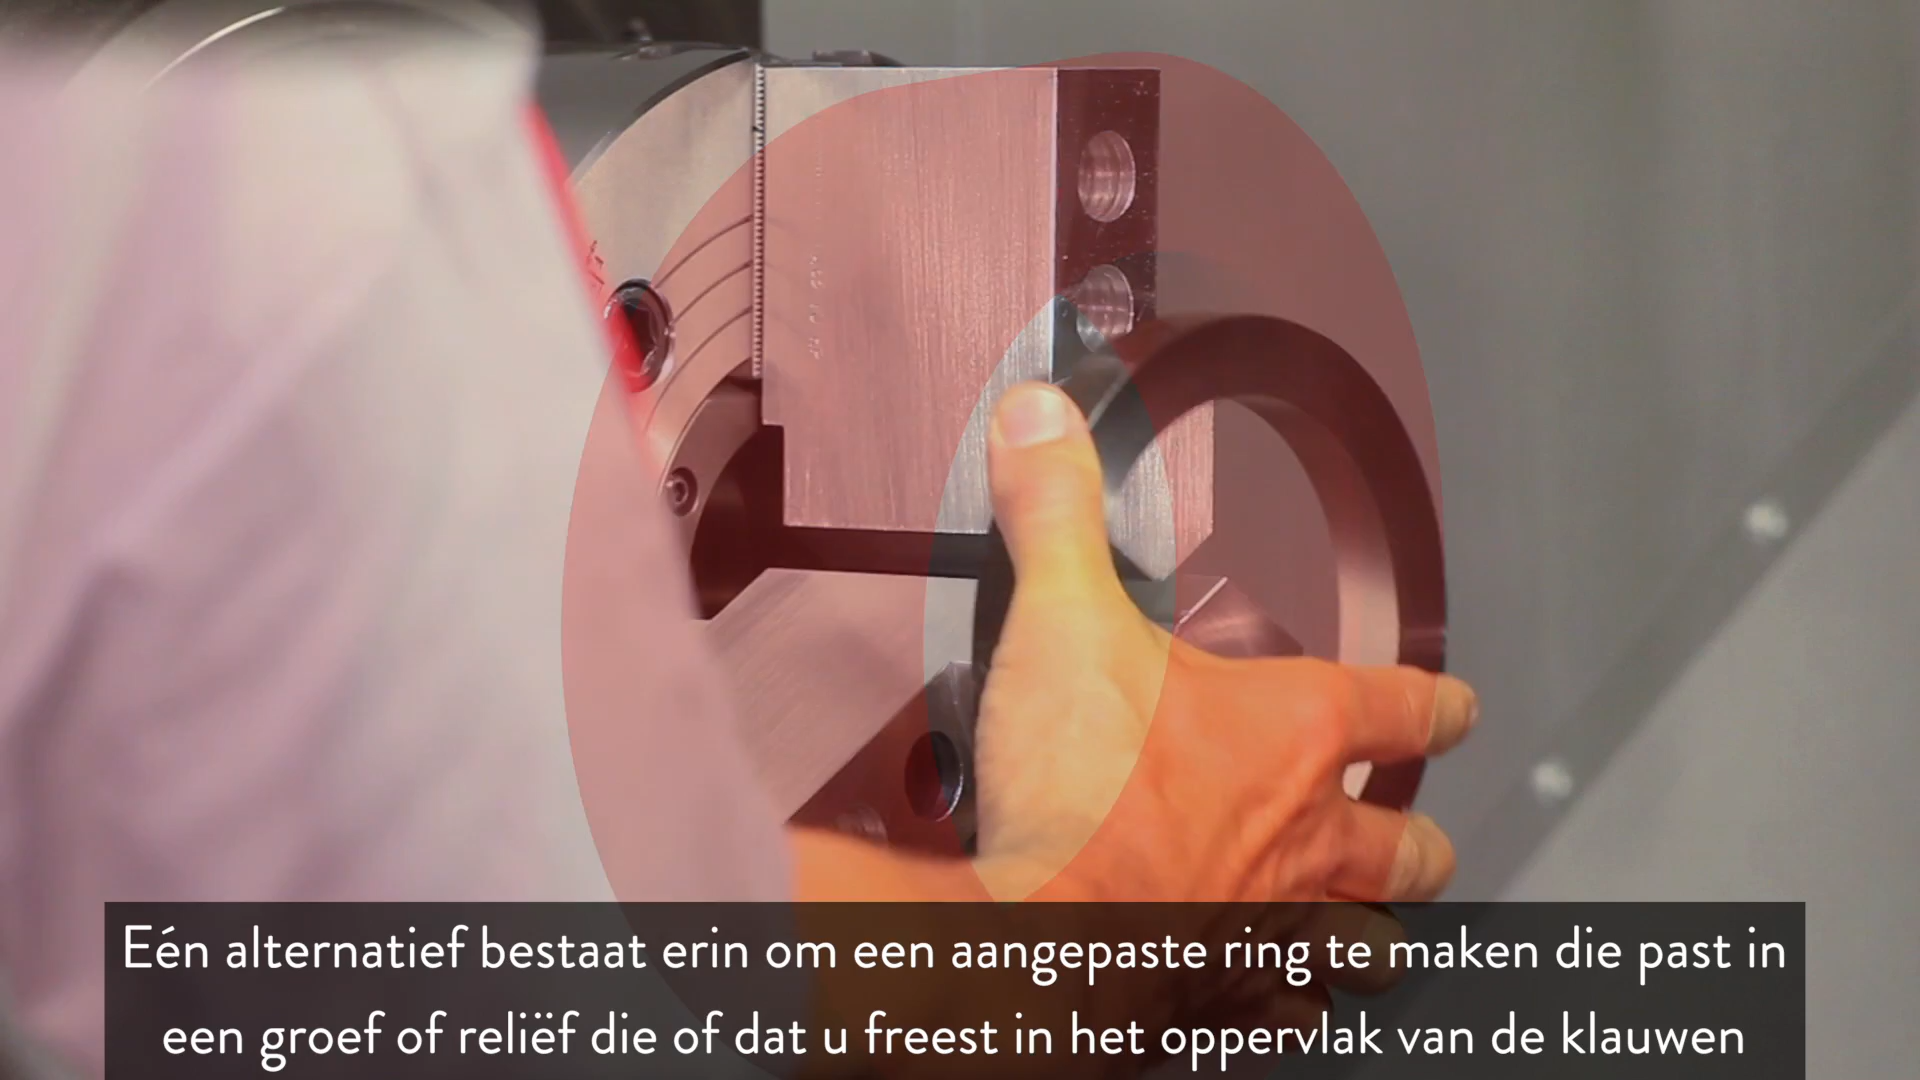 Eén alternatief bestaat erin om een aangepaste ring te maken die past in
een groef of reliëf die of dat u freest in het oppervlak van de klauwen